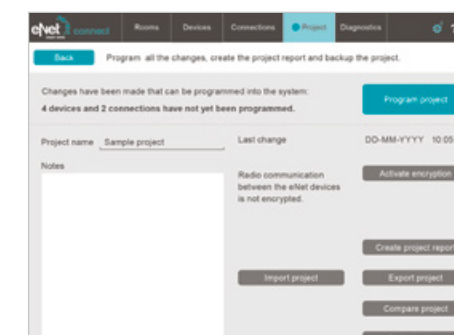 eNet connect Rooms Devices Connections Project Diagnostics ?
Back Program all the changes, create the project report and backup the project.
Changes have been made that can be programmed into the system:
4 devices and 2 connections have not yet been programmed.
Program project
Project name Sample project
Last change DD-MM-YYYY 10:05
Notes
Radio communication
between the eNet devices
is not encrypted.
Activate encryption
Create project report
Import project Export project
Compare project